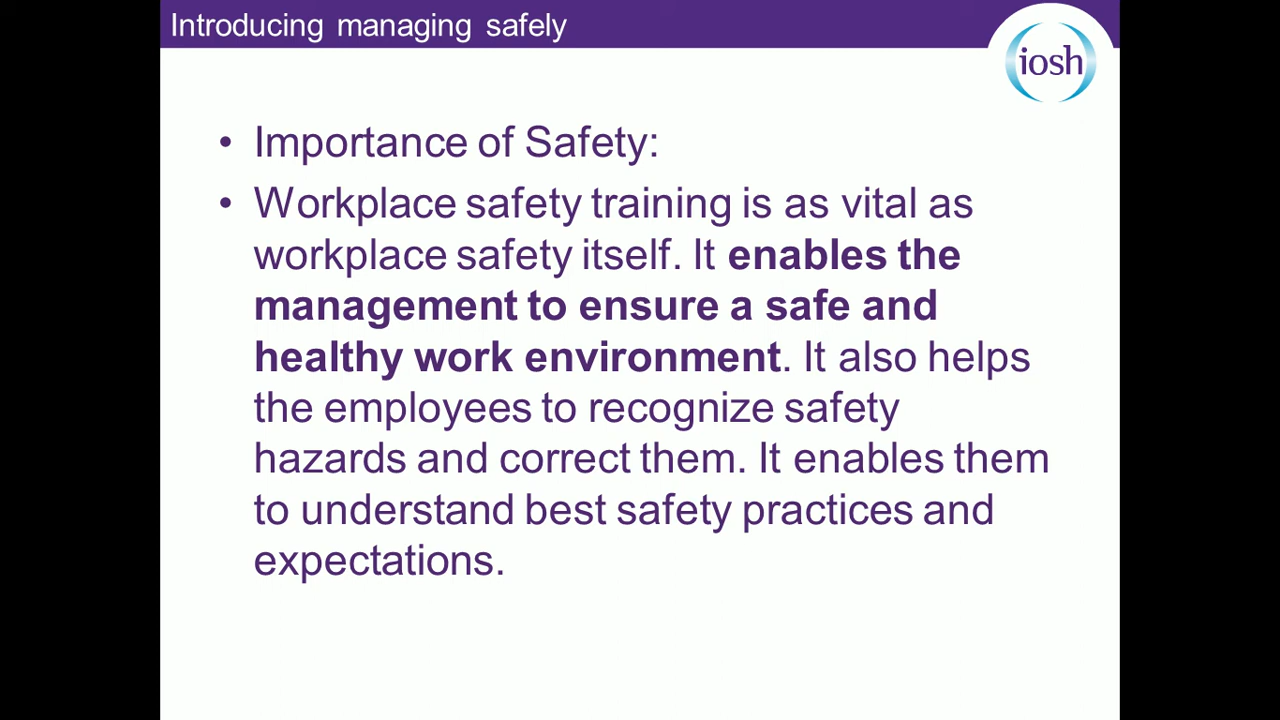 Introducing managing safely
iosh
• Importance of Safety:
• Workplace safety training is as vital as
workplace safety itself. It enables the
management to ensure a safe and
healthy work environment. It also helps
the employees to recognize safety
hazards and correct them. It enables them
to understand best safety practices and
expectations.